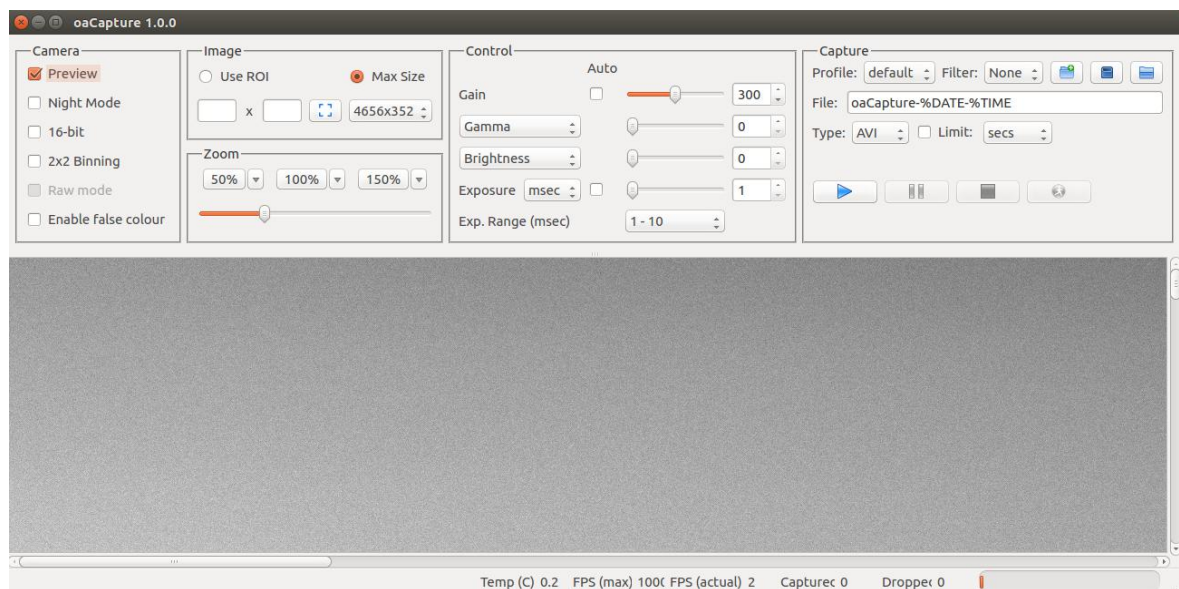 oaCapture 1.0.0
Camera
Preview
Night Mode
16-bit
2x2 Binning
Raw mode
Enable false colour
Image
Use ROI
Max Size
x
4656x352
Zoom
50%
100%
150%
Control
Auto
Gain
300
Gamma
0
Brightness
0
Exposure msec
1
Exp. Range (msec)
1 - 10
Capture
Profile: default Filter: None
File: oaCapture-%DATE-%TIME
Type: AVI Limit: secs
Temp (C) 0.2 FPS (max) 100( FPS (actual) 2 Capturec 0 Droppec 0